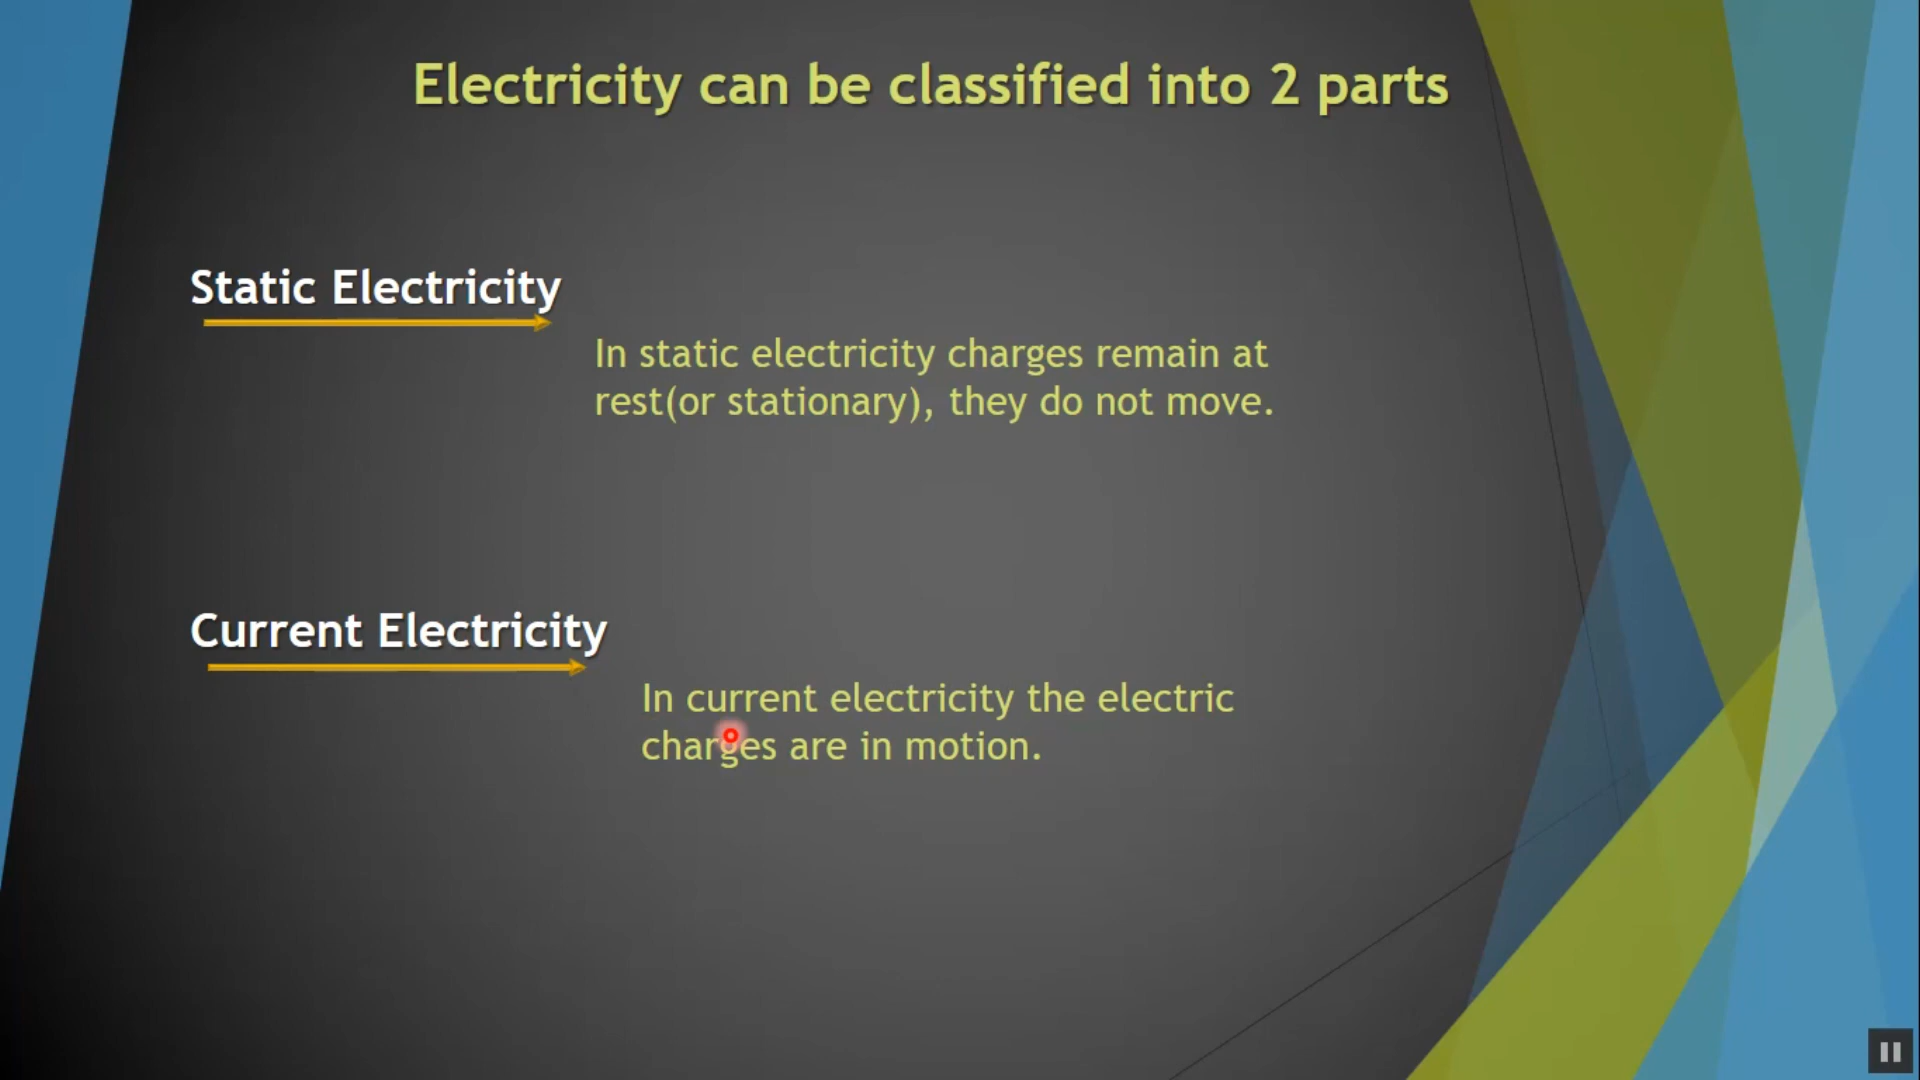 Electricity can be classified into 2 parts
Static Electricity
In static electricity charges remain at
rest(or stationary), they do not move.
Current Electricity
In current electricity the electric
charges are in motion.